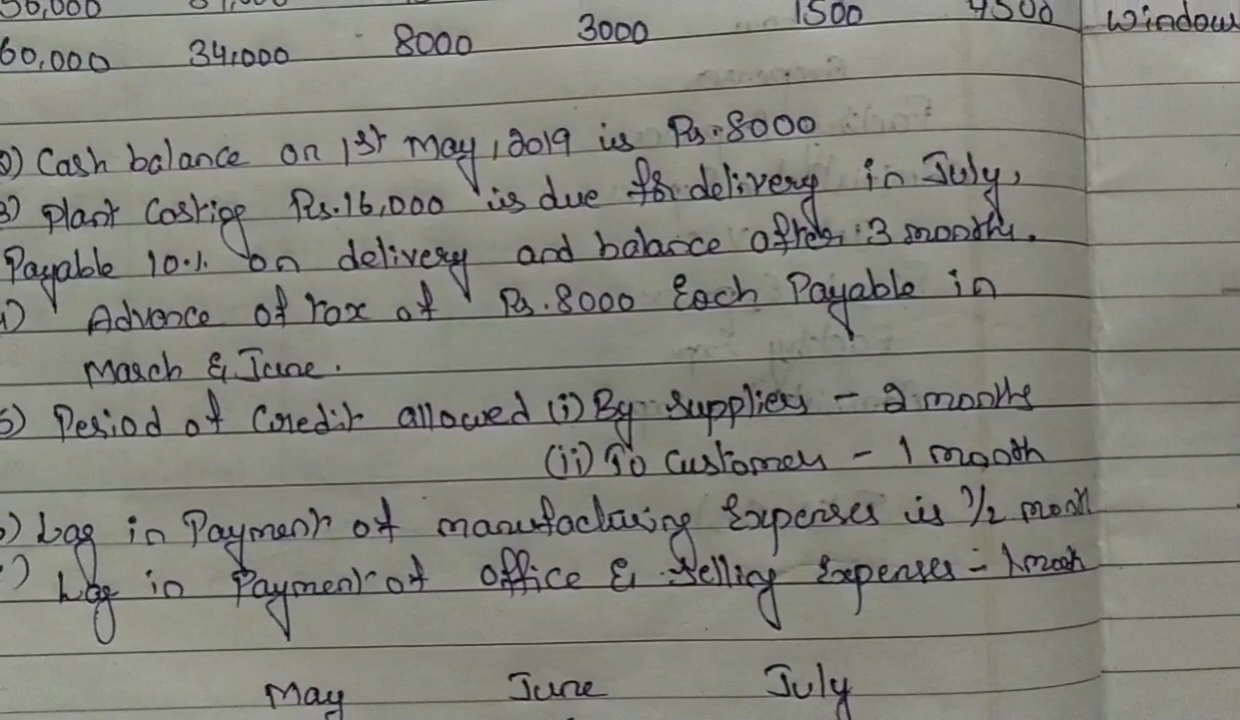 1500 4500 window
60,000 34,000 8000 3000
) Cash balance on 1st May, 2019 is Rs. 8000
3) Plant Costing Rs. 16,000 is due for delivery in July,
Payable 10% on delivery and balance after 3 months.
) Advance of tax of Rs. 8000 Each Payable in
March & June.
5) Period of Credit allowed (i) By Suppliers - 2 months
(ii) To Customers - 1 month
) Lag in Payment of manufacturing Expenses is 1/2 month
) Lag in Payment of office & Selling Expenses - 1 month
May June July